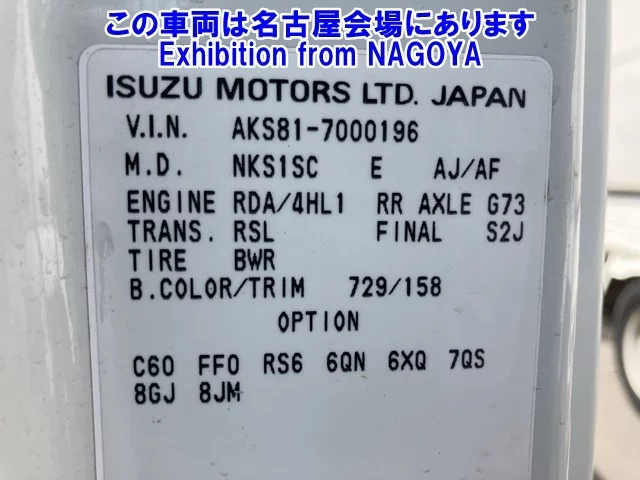 この車両は名古屋会場にあります
Exhibition from NAGOYA
ISUZU MOTORS LTD. JAPAN
V.I.N. AKS81-7000196
M.D. NKS1SC E AJ/AF
ENGINE RDA/4HL1 RR AXLE G73
TRANS. RSL FINAL S2J
TIRE BWR
B.COLOR/TRIM 729/158
OPTION
C60 FF0 RS6 6QN 6XQ 7QS
8GJ 8JM